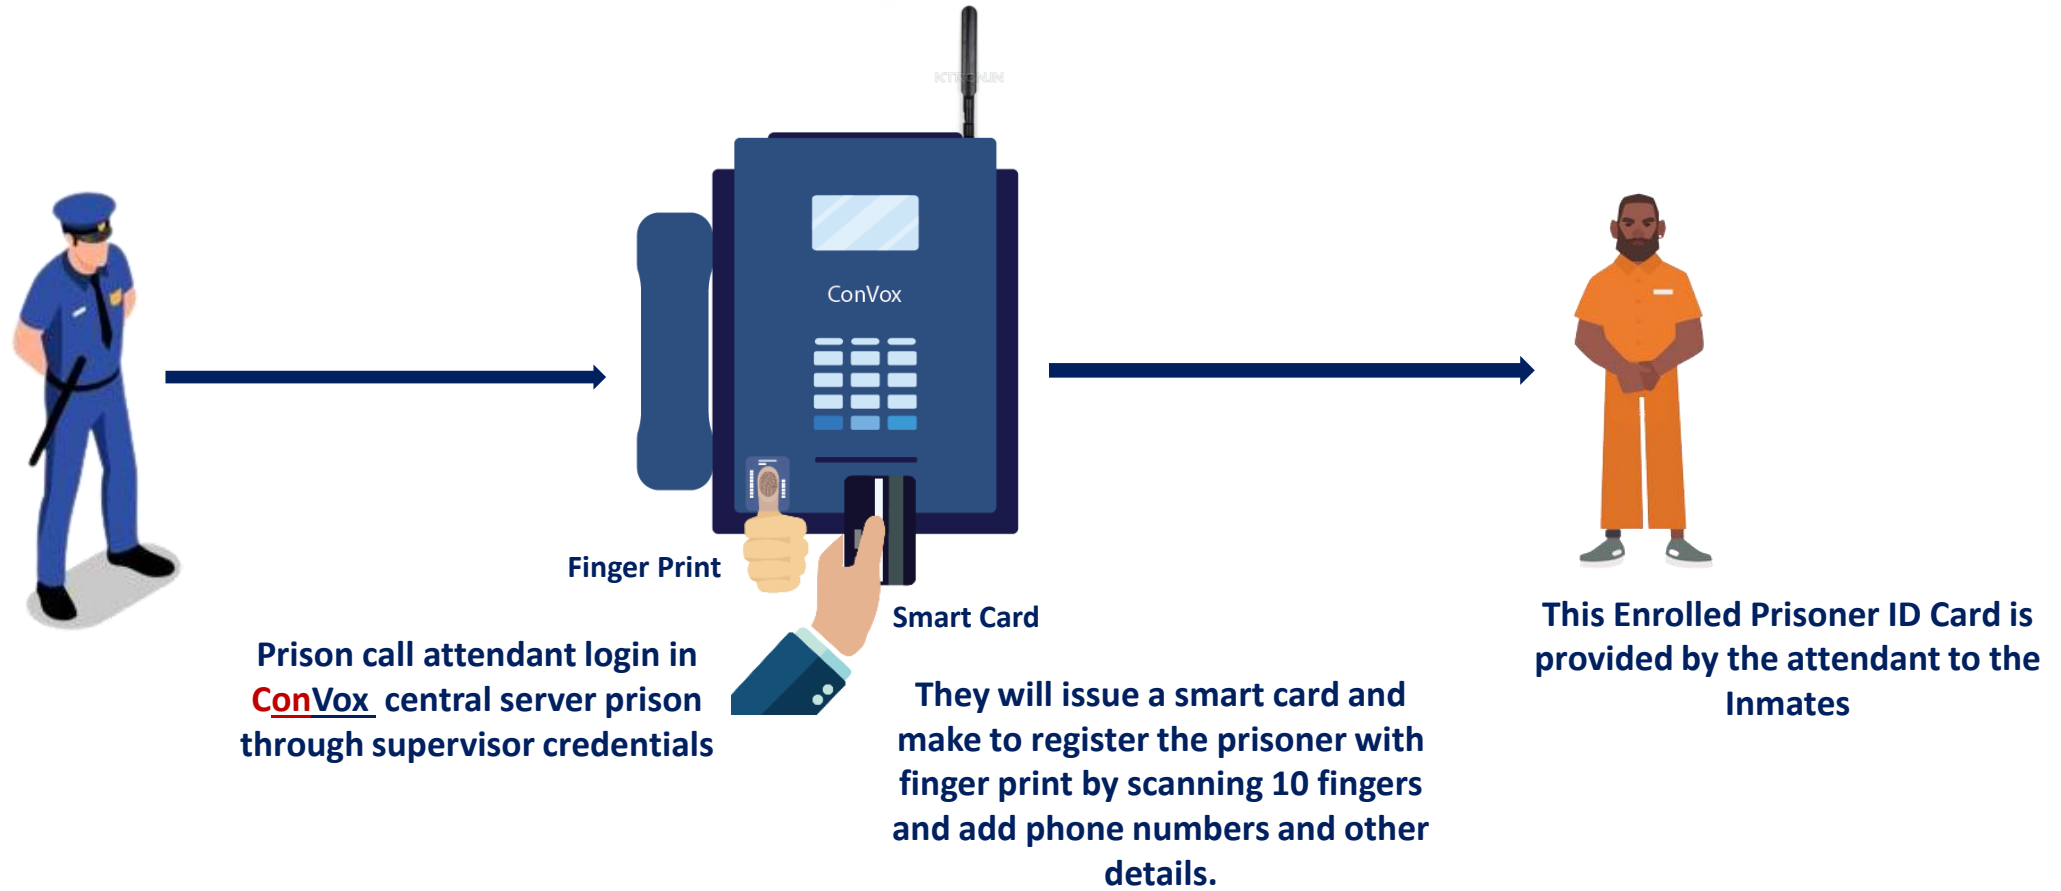 KTRON.IN
ConVox
Finger Print
Smart Card
Prison call attendant login in
ConVox central server prison
through supervisor credentials
They will issue a smart card and
make to register the prisoner with
finger print by scanning 10 fingers
and add phone numbers and other
details.
This Enrolled Prisoner ID Card is
provided by the attendant to the
Inmates